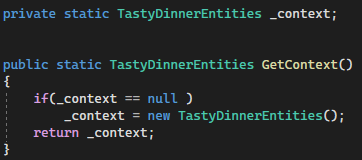 private static TastyDinnerEntities _context;
public static TastyDinnerEntities GetContext()
{
if(_context == null )
_context = new TastyDinnerEntities();
return _context;
}